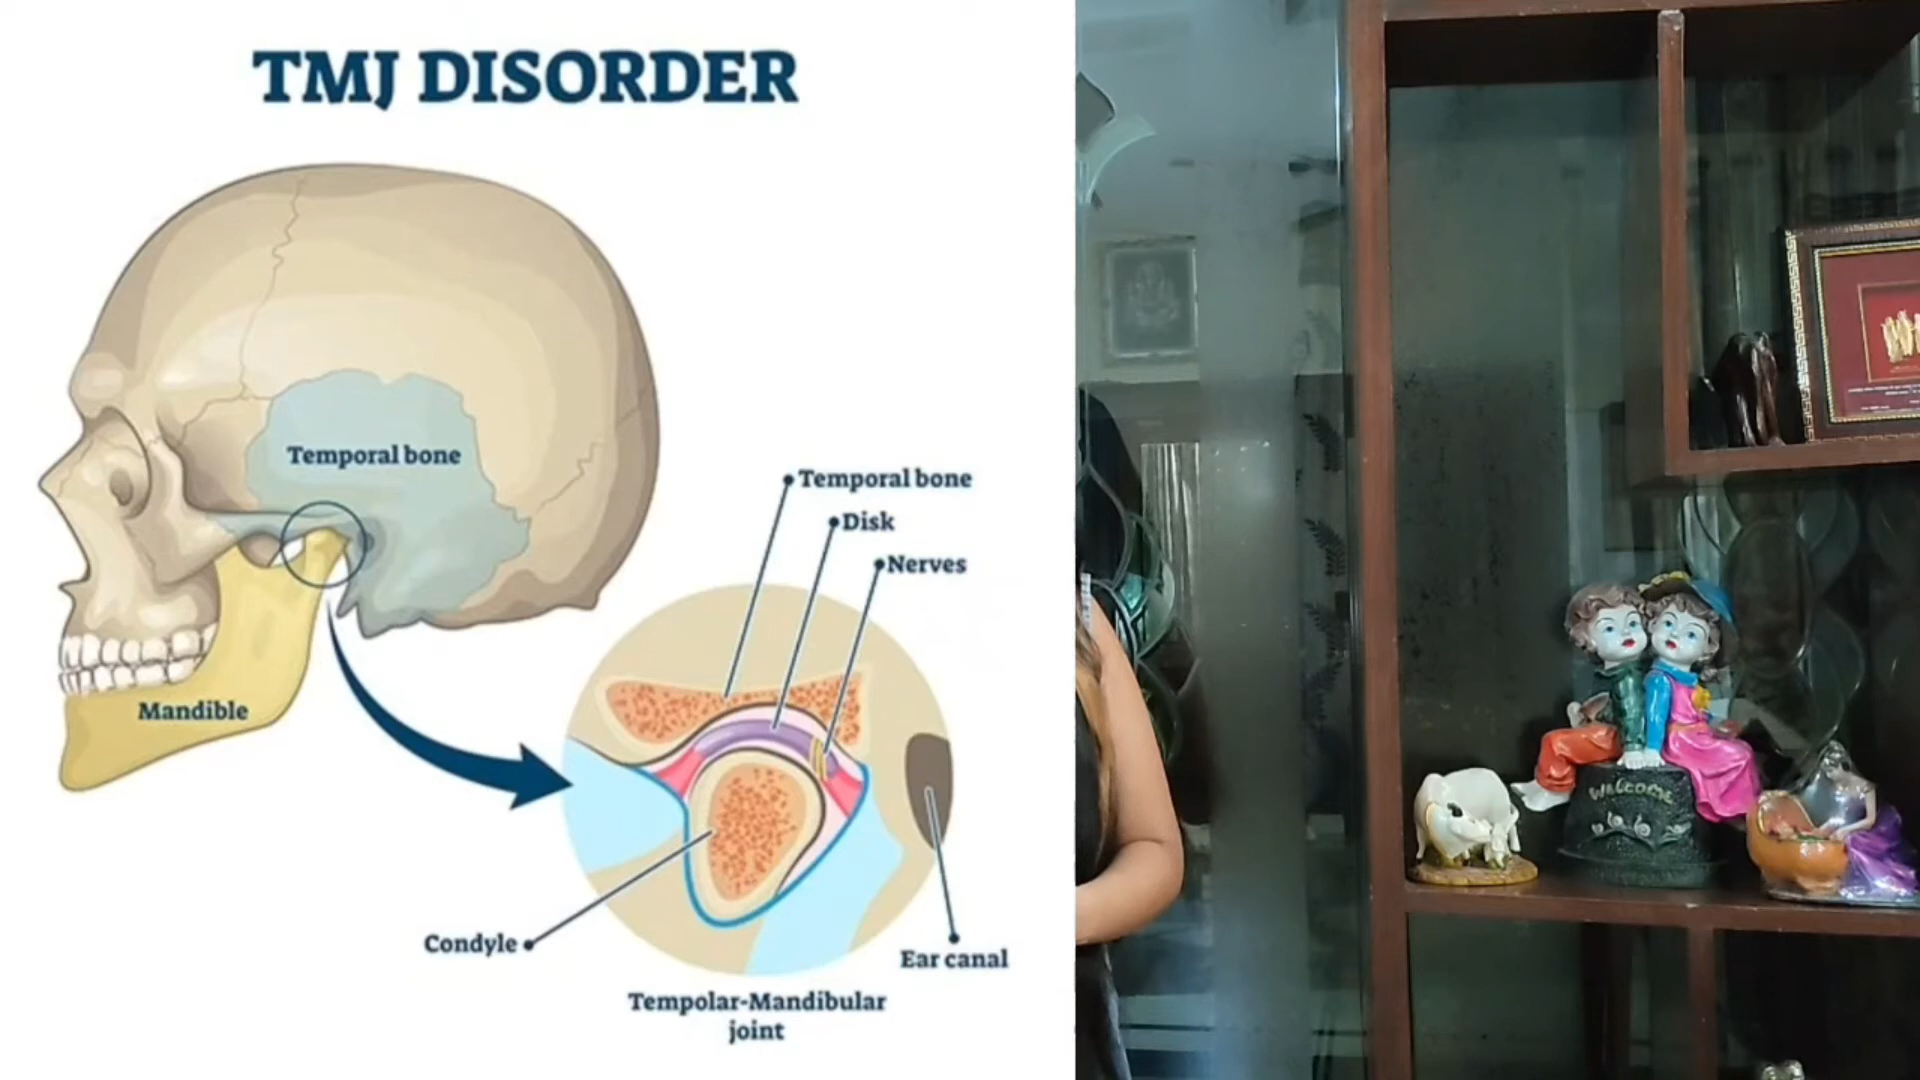 TMJ DISORDER
Temporal bone
Mandible
Temporal bone
Disk
Nerves
Condyle
Ear canal
Tempolar-Mandibular
joint
WELCOME